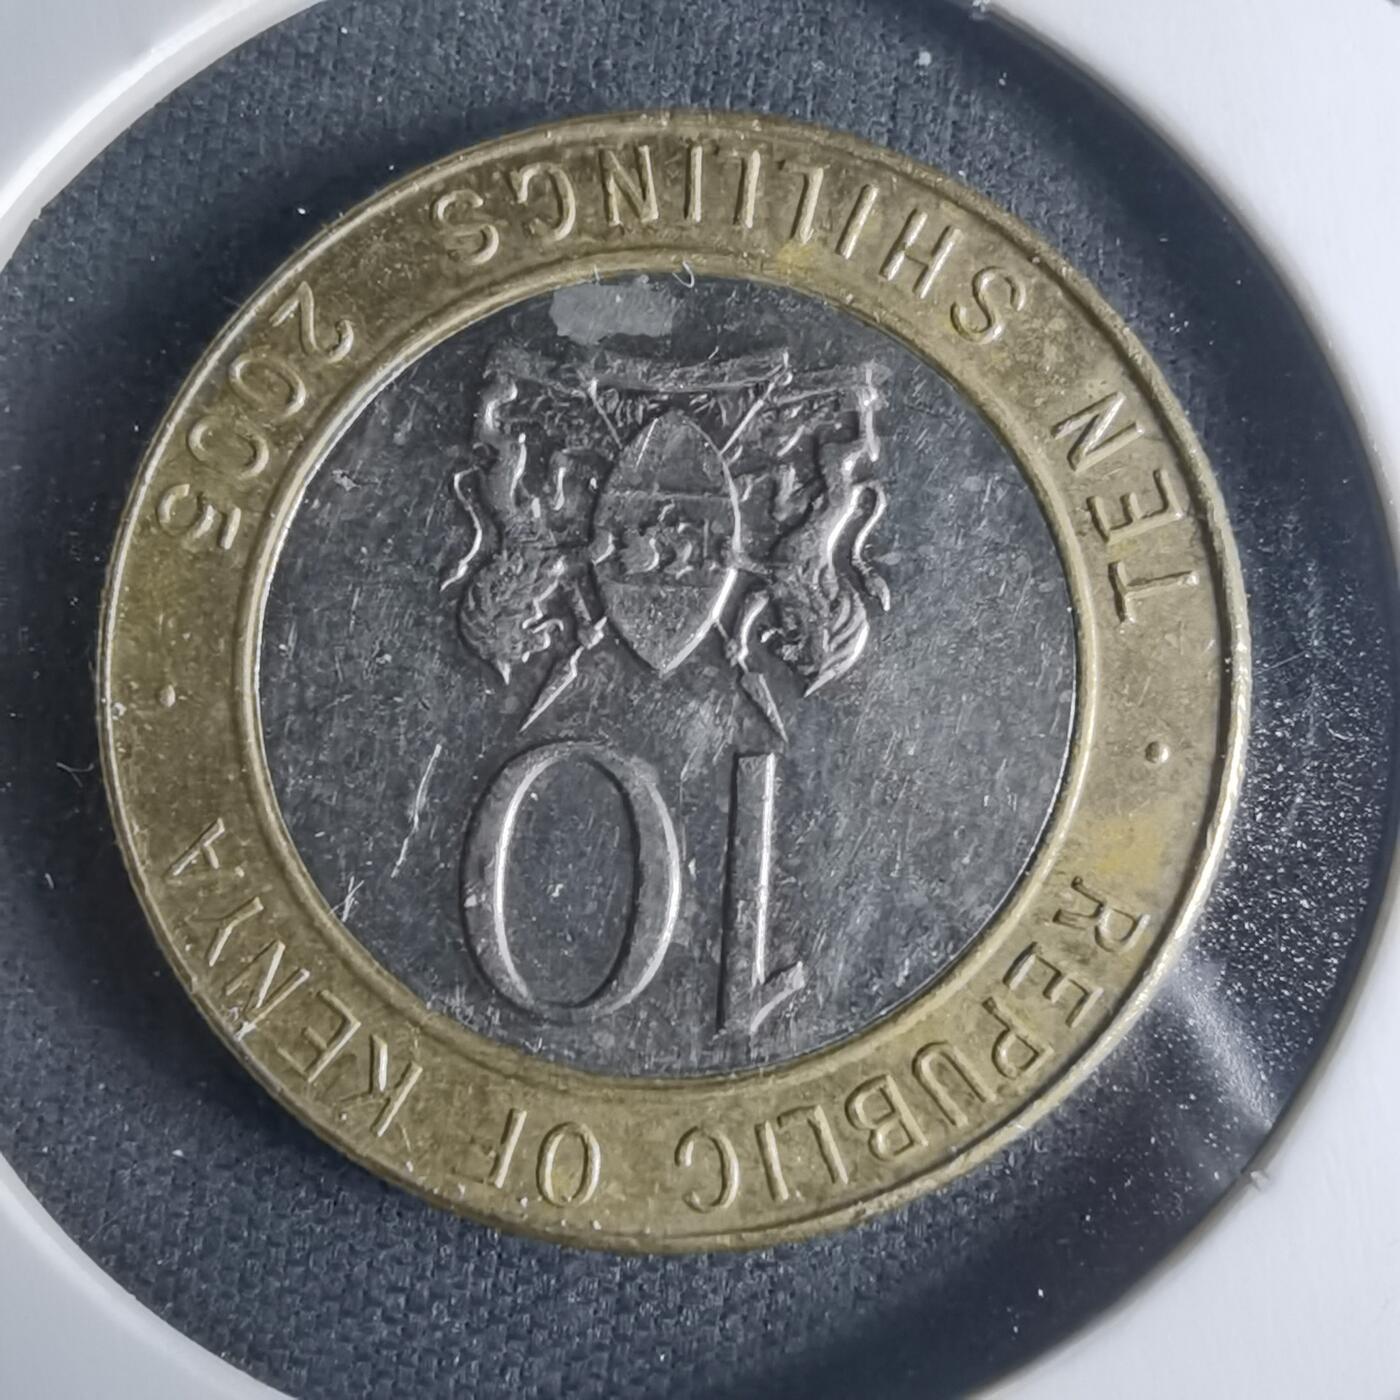 REPUBLIC OF KENYA
10
TEN SHILLINGS 2005